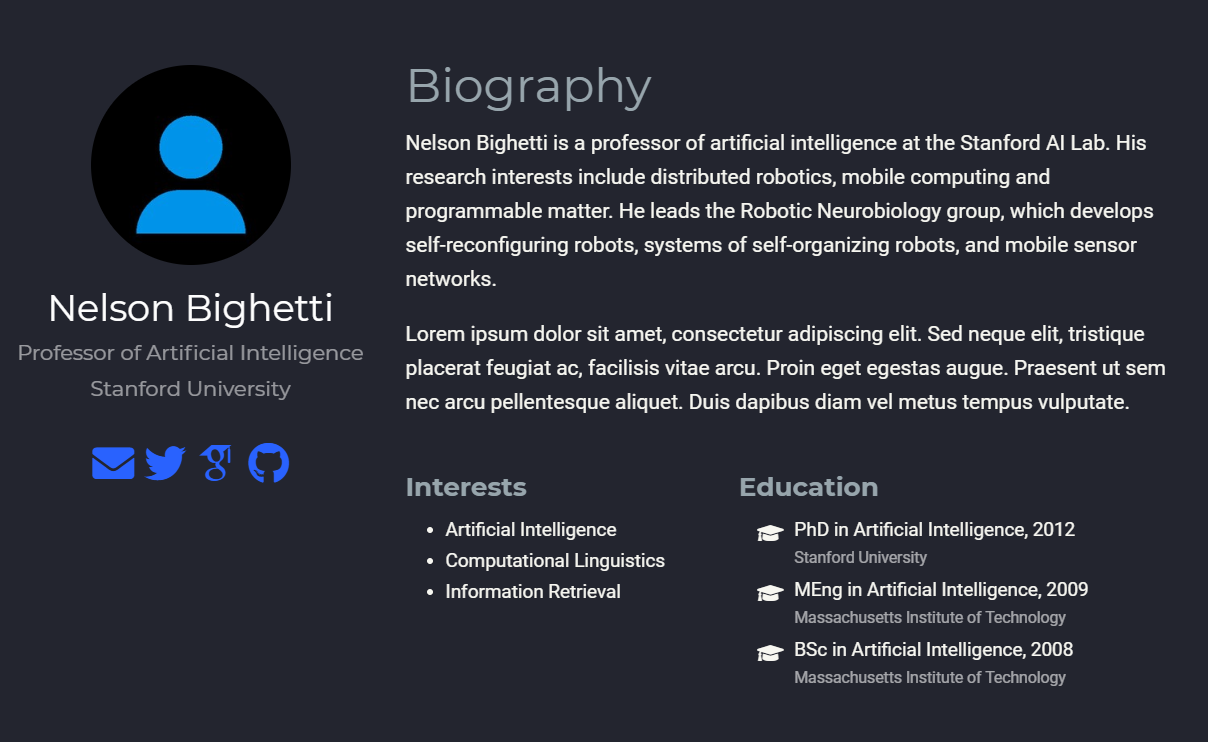 Nelson Bighetti
Professor of Artificial Intelligence
Stanford University
Biography
Nelson Bighetti is a professor of artificial intelligence at the Stanford AI Lab. His
research interests include distributed robotics, mobile computing and
programmable matter. He leads the Robotic Neurobiology group, which develops
self-reconfiguring robots, systems of self-organizing robots, and mobile sensor
networks.
Lorem ipsum dolor sit amet, consectetur adipiscing elit. Sed neque elit, tristique
placerat feugiat ac, facilisis vitae arcu. Proin eget egestas augue. Praesent ut sem
nec arcu pellentesque aliquet. Duis dapibus diam vel metus tempus vulputate.
Interests
• Artificial Intelligence
• Computational Linguistics
• Information Retrieval
Education
PhD in Artificial Intelligence, 2012
Stanford University
MEng in Artificial Intelligence, 2009
Massachusetts Institute of Technology
BSc in Artificial Intelligence, 2008
Massachusetts Institute of Technology